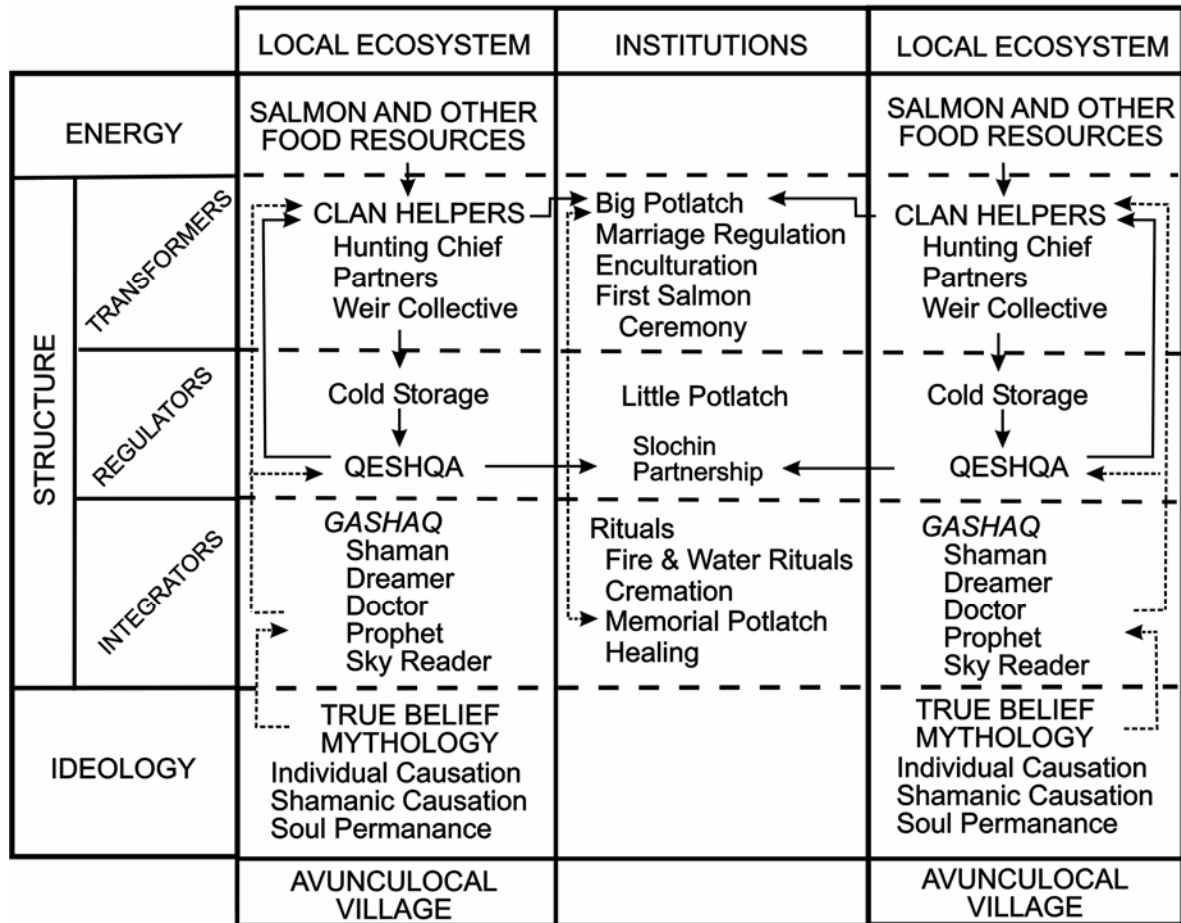 LOCAL ECOSYSTEM
INSTITUTIONS
LOCAL ECOSYSTEM
ENERGY
SALMON AND OTHER
FOOD RESOURCES
SALMON AND OTHER
FOOD RESOURCES
STRUCTURE
TRANSFORMERS
CLAN HELPERS
Hunting Chief
Partners
Weir Collective
Big Potlatch
Marriage Regulation
Enculturation
First Salmon
Ceremony
CLAN HELPERS
Hunting Chief
Partners
Weir Collective
REGULATORS
Cold Storage
QESHQA
Little Potlatch
Slochin
Partnership
Cold Storage
QESHQA
INTEGRATORS
GASHAQ
Shaman
Dreamer
Doctor
Prophet
Sky Reader
Rituals
Fire & Water Rituals
Cremation
Memorial Potlatch
Healing
GASHAQ
Shaman
Dreamer
Doctor
Prophet
Sky Reader
IDEOLOGY
TRUE BELIEF
MYTHOLOGY
Individual Causation
Shamanic Causation
Soul Permanance
TRUE BELIEF
MYTHOLOGY
Individual Causation
Shamanic Causation
Soul Permanance
AVUNCULOCAL
VILLAGE
AVUNCULOCAL
VILLAGE